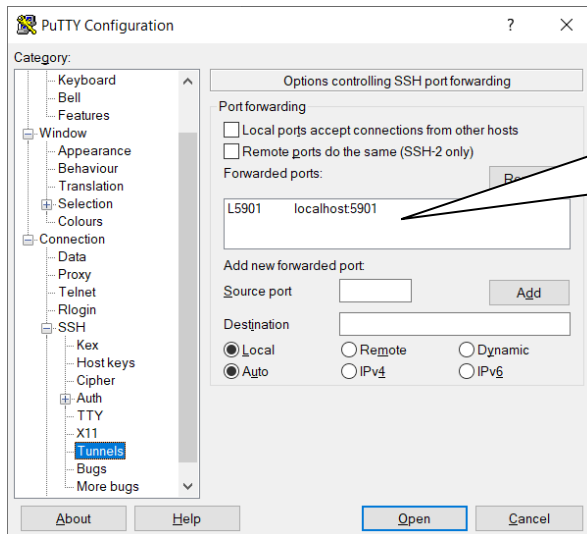 PuTTY Configuration
?
Category:
Keyboard
Bell
Features
Window
Appearance
Behaviour
Translation
Selection
Colours
Connection
Data
Proxy
Telnet
Rlogin
SSH
Kex
Host keys
Cipher
Auth
TTY
X11
Tunnels
Bugs
More bugs
Options controlling SSH port forwarding
Port forwarding
Local ports accept connections from other hosts
Remote ports do the same (SSH-2 only)
Forwarded ports:
L5901 localhost:5901
Add new forwarded port:
Source port
Add
Destination
Local Remote Dynamic
Auto IPv4 IPv6
About Help Open Cancel